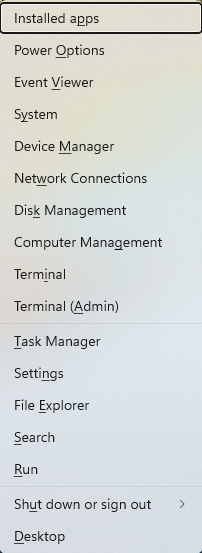 Installed apps
Power Options
Event Viewer
System
Device Manager
Network Connections
Disk Management
Computer Management
Terminal
Terminal (Admin)
Task Manager
Settings
File Explorer
Search
Run
Shut down or sign out
Desktop